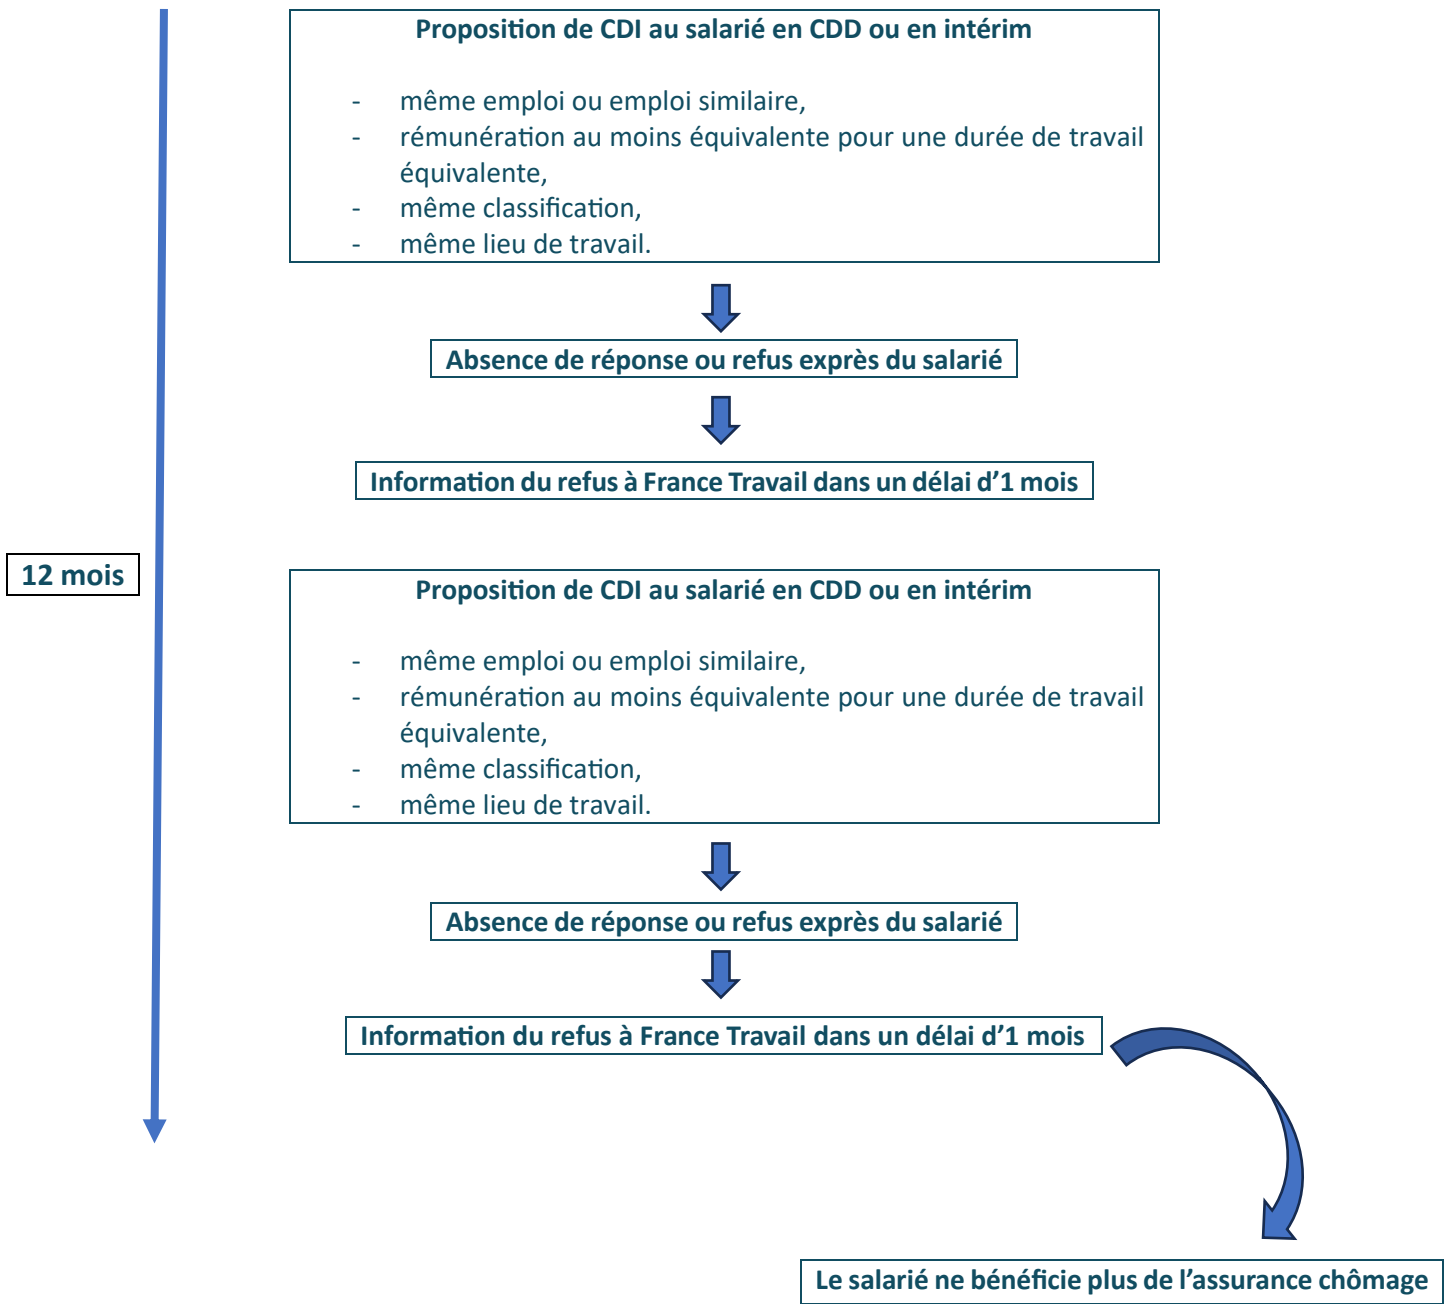 Proposition de CDI au salarié en CDD ou en intérim
- même emploi ou emploi similaire,
- rémunération au moins équivalente pour une durée de travail
équivalente,
- même classification,
- même lieu de travail.
Absence de réponse ou refus exprès du salarié
Information du refus à France Travail dans un délai d’1 mois
12 mois
Proposition de CDI au salarié en CDD ou en intérim
- même emploi ou emploi similaire,
- rémunération au moins équivalente pour une durée de travail
équivalente,
- même classification,
- même lieu de travail.
Absence de réponse ou refus exprès du salarié
Information du refus à France Travail dans un délai d’1 mois
Le salarié ne bénéficie plus de l’assurance chômage